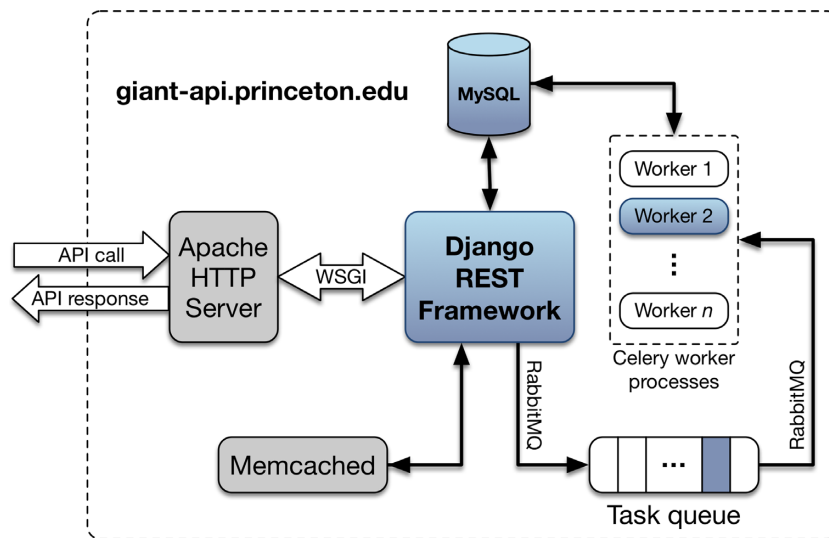 giant-api.princeton.edu
MySQL
Worker 1
Worker 2
⋮
Worker n
Celery worker
processes
API call
API response
Apache
HTTP
Server
WSGI
Django
REST
Framework
Memcached
RabbitMQ
...
Task queue
RabbitMQ